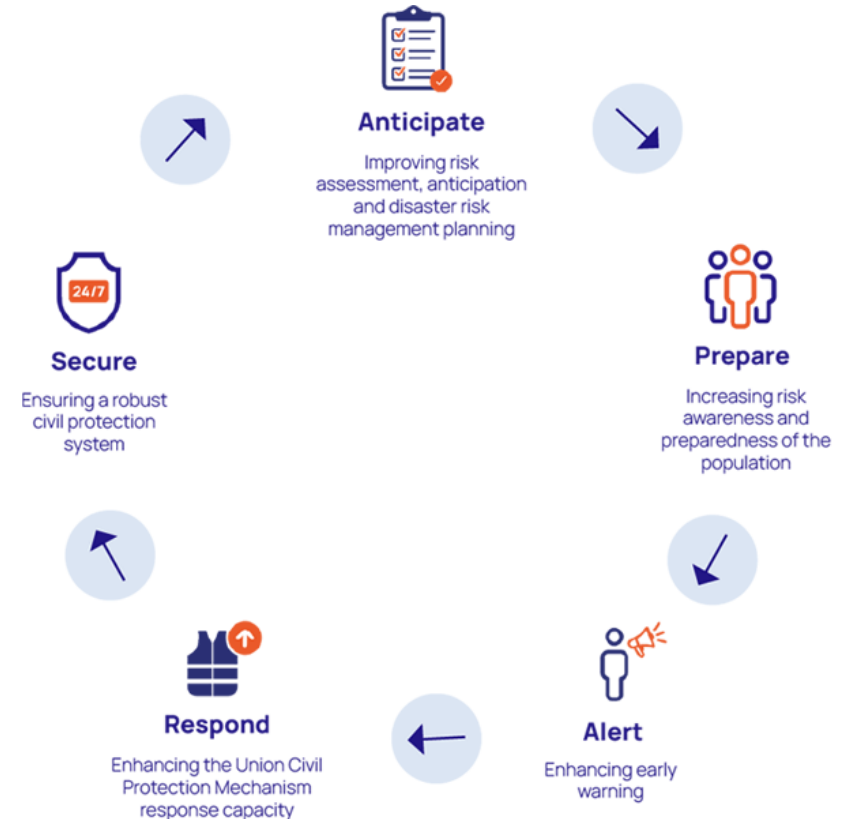 Anticipate
Improving risk
assessment, anticipation
and disaster risk
management planning
24/7
Secure
Ensuring a robust
civil protection
system
Prepare
Increasing risk
awareness and
preparedness of the
population
Respond
Enhancing the Union Civil
Protection Mechanism
response capacity
Alert
Enhancing early
warning